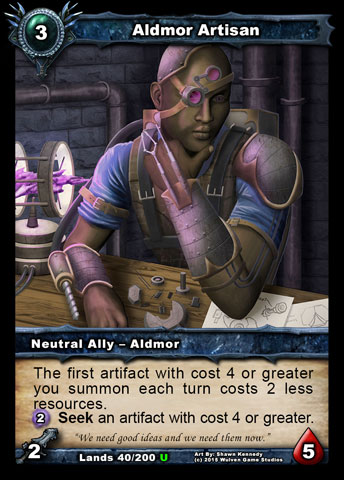 3
Aldmor Artisan
Neutral Ally – Aldmor
The first artifact with cost 4 or greater
you summon each turn costs 2 less
resources.
2 Seek an artifact with cost 4 or greater.
"We need good ideas and we need them now."
2
Lands 40/200 U
Art By: Shawn Kennedy
(c) 2015 Wulven Game Studios
5